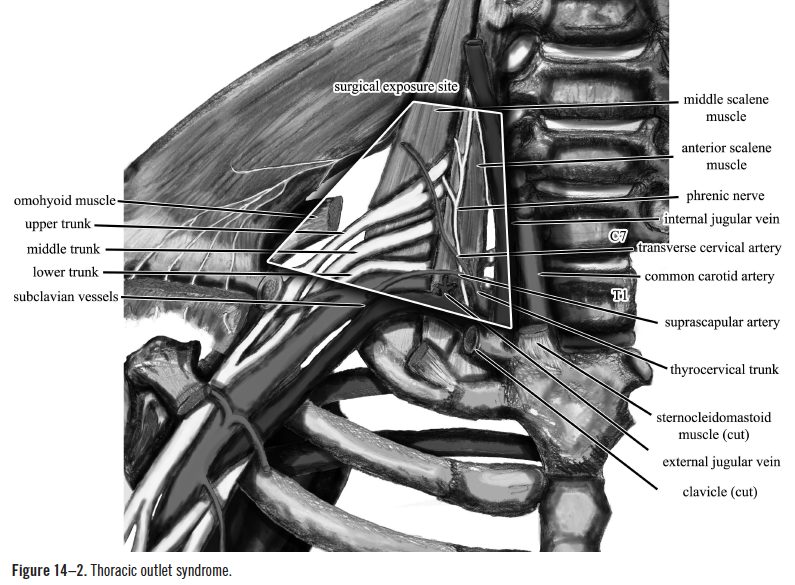 surgical exposure site
middle scalene
muscle
anterior scalene
muscle
phrenic nerve
internal jugular vein
C7
transverse cervical artery
common carotid artery
T1
suprascapular artery
thyrocervical trunk
sternocleidomastoid
muscle (cut)
external jugular vein
clavicle (cut)
omohyoid muscle
upper trunk
middle trunk
lower trunk
subclavian vessels
Figure 14–2. Thoracic outlet syndrome.